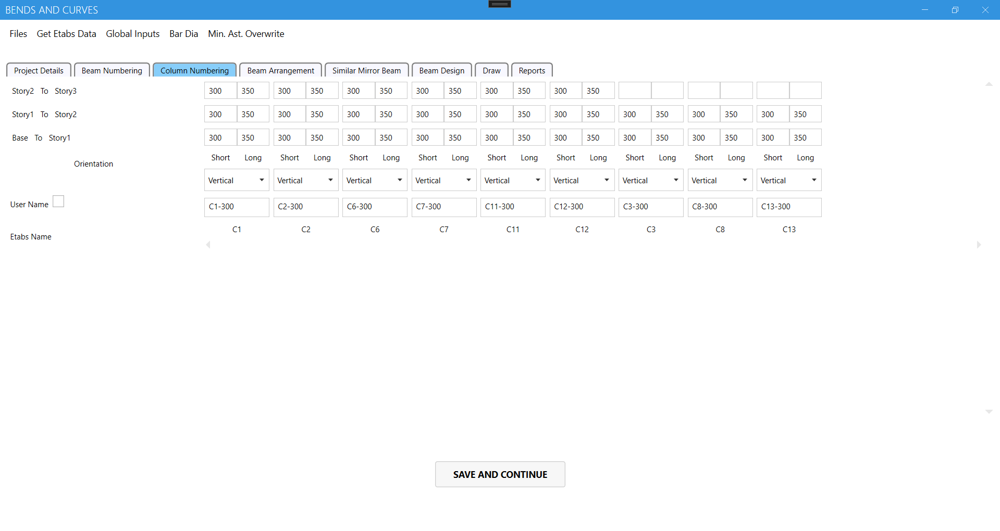 BENDS AND CURVES
Files Get Etabs Data Global Inputs Bar Dia Min. Ast. Overwrite
Project Details Beam Numbering Column Numbering Beam Arrangement Similar Mirror Beam Beam Design Draw Reports
Story2 To Story3 300 350 300 350 300 350 300 350 300 350 300 350
Story1 To Story2 300 350 300 350 300 350 300 350 300 350 300 350 300 350 300 350 300 350
Base To Story1 300 350 300 350 300 350 300 350 300 350 300 350 300 350 300 350 300 350
Short Long Short Long Short Long Short Long Short Long Short Long Short Long Short Long Short Long
Orientation
Vertical Vertical Vertical Vertical Vertical Vertical Vertical Vertical Vertical
User Name C1-300 C2-300 C6-300 C7-300 C11-300 C12-300 C3-300 C8-300 C13-300
C1 C2 C6 C7 C11 C12 C3 C8 C13
Etabs Name
SAVE AND CONTINUE